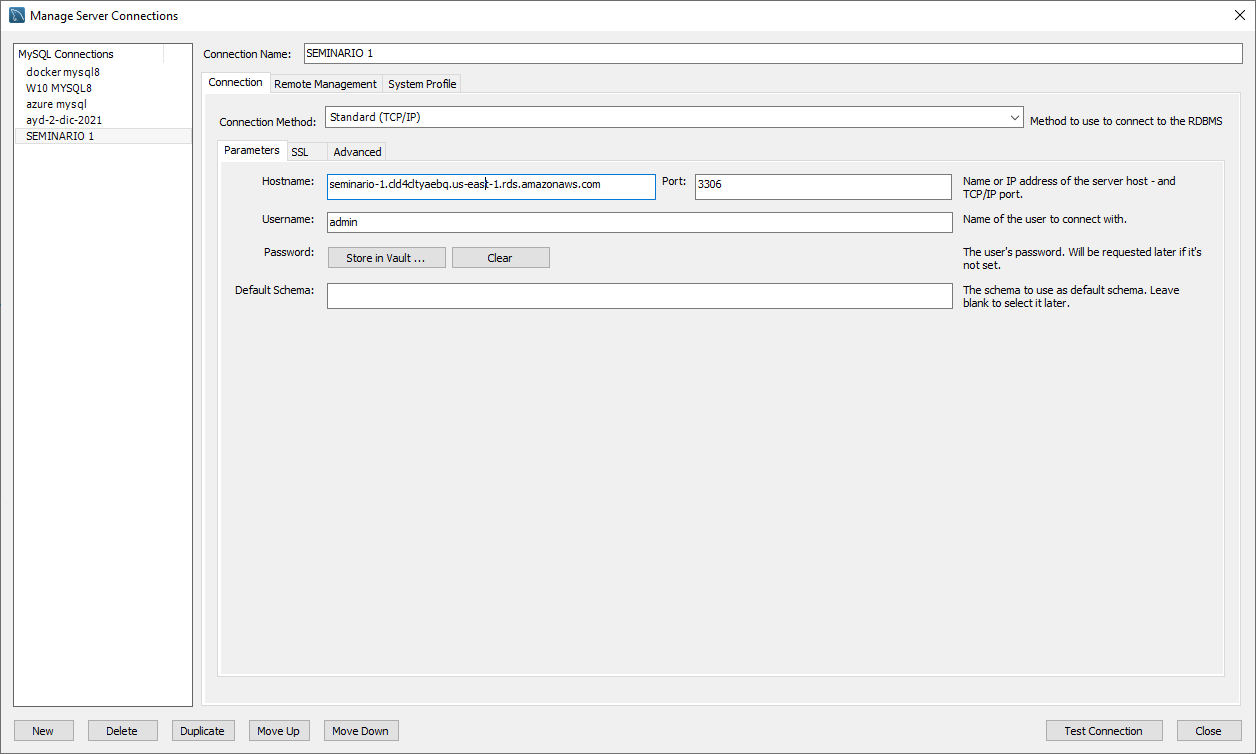 Manage Server Connections
MySQL Connections
docker mysql8
W10 MYSQL8
azure mysql
ayd-2-dic-2021
SEMINARIO 1
Connection Name: SEMINARIO 1
Connection Remote Management System Profile
Connection Method: Standard (TCP/IP) Method to use to connect to the RDBMS
Parameters SSL Advanced
Hostname: seminario-1.cld4cltyaebq.us-east-1.rds.amazonaws.com Port: 3306 Name or IP address of the server host - and
TCP/IP port.
Username: admin Name of the user to connect with.
Password: Store in Vault ... Clear The user's password. Will be requested later if it's
not set.
Default Schema: The schema to use as default schema. Leave
blank to select it later.
New Delete Duplicate Move Up Move Down Test Connection Close